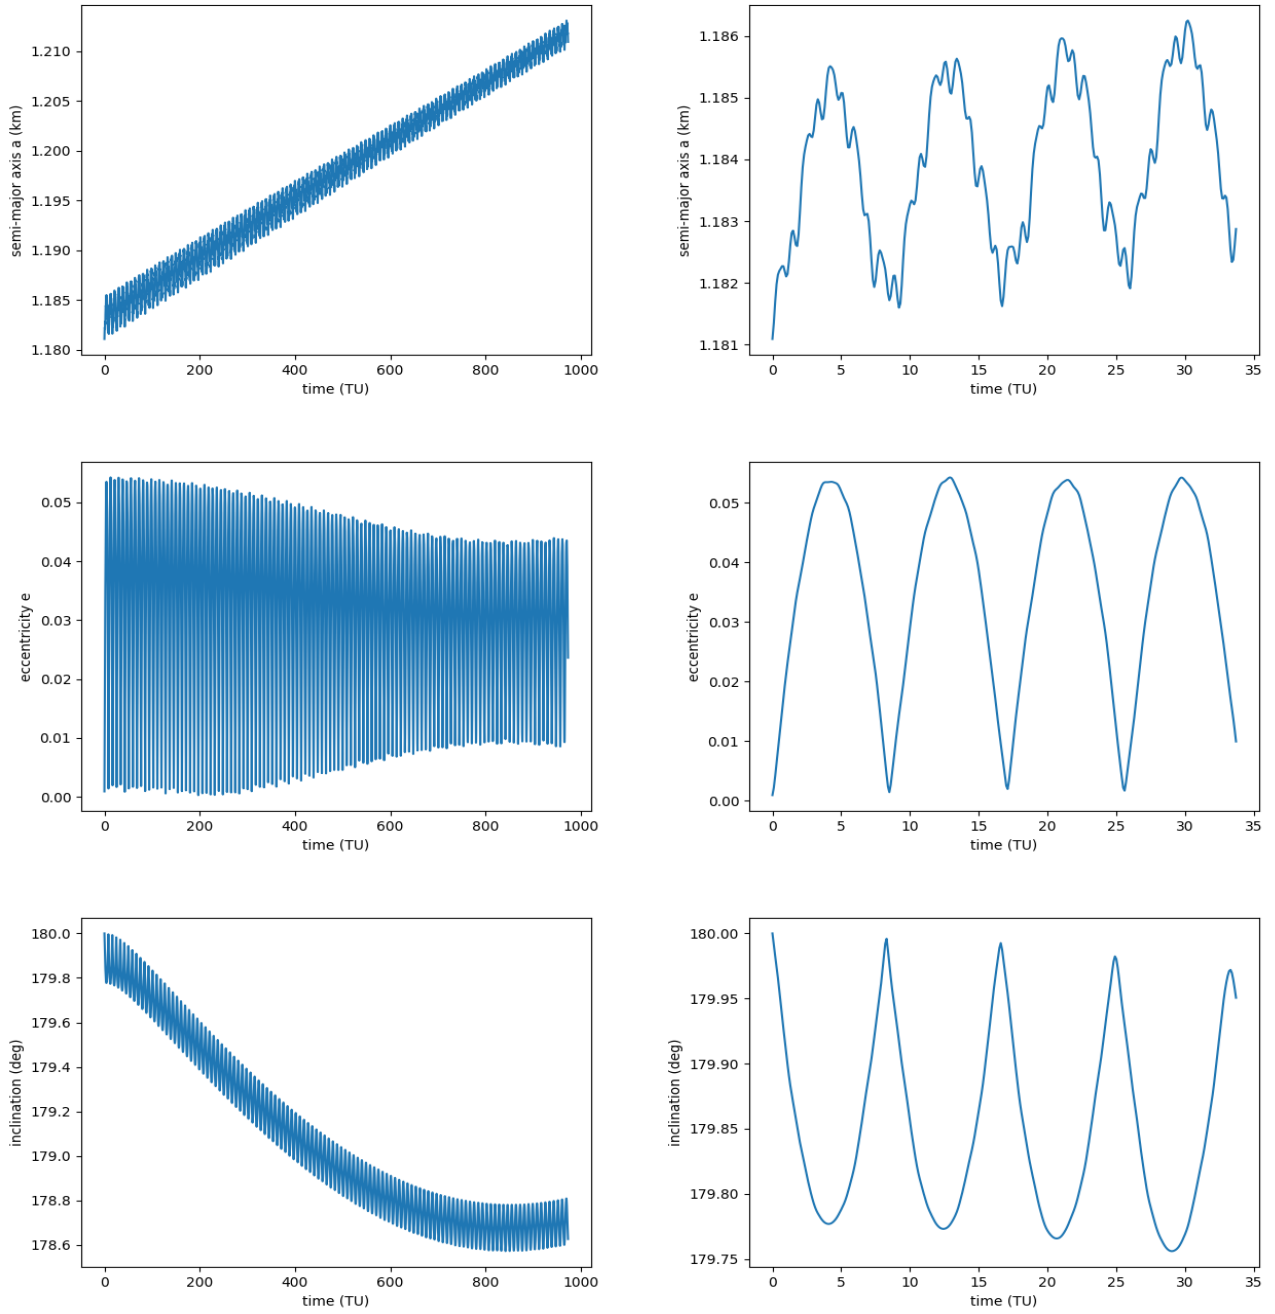 semi-major axis a (km)
1.210
1.205
1.200
1.195
1.190
1.185
1.180
0 200 400 600 800 1000
time (TU)
semi-major axis a (km)
1.186
1.185
1.184
1.183
1.182
1.181
0 5 10 15 20 25 30 35
time (TU)
eccentricity e
0.05
0.04
0.03
0.02
0.01
0.00
0 200 400 600 800 1000
time (TU)
eccentricity e
0.05
0.04
0.03
0.02
0.01
0.00
0 5 10 15 20 25 30 35
time (TU)
inclination (deg)
180.0
179.8
179.6
179.4
179.2
179.0
178.8
178.6
0 200 400 600 800 1000
time (TU)
inclination (deg)
180.00
179.95
179.90
179.85
179.80
179.75
0 5 10 15 20 25 30 35
time (TU)